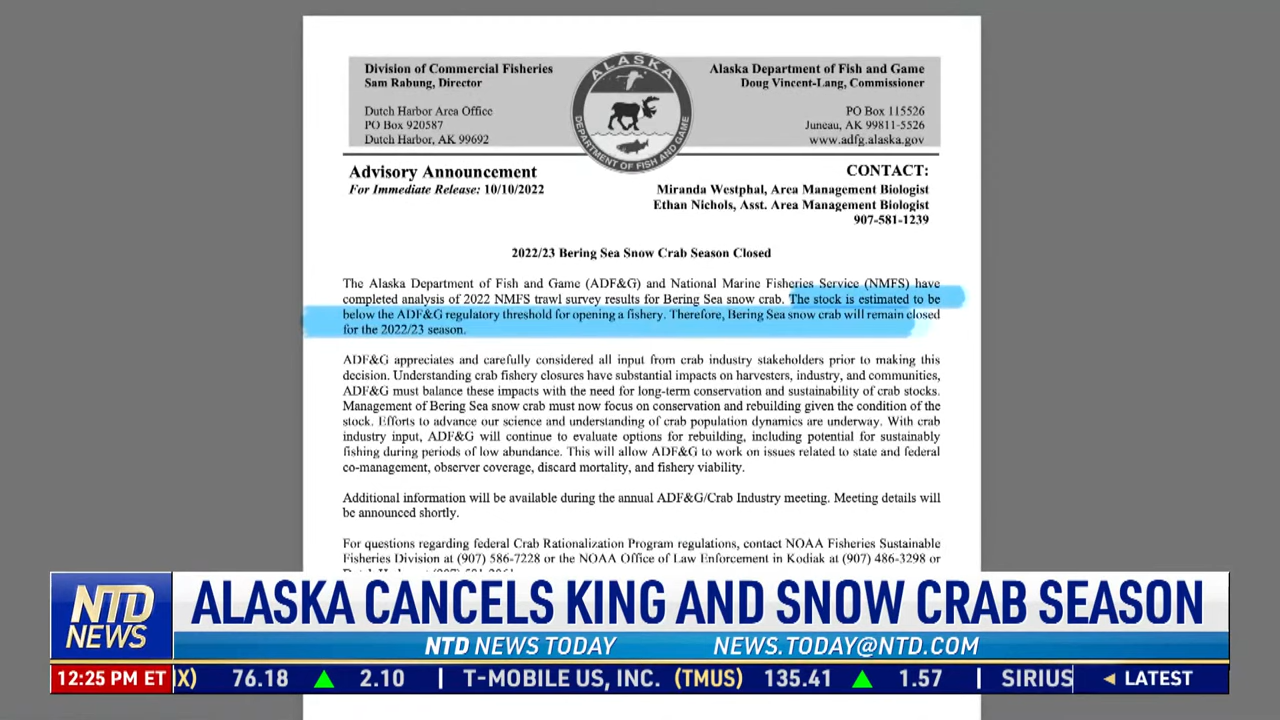 Division of Commercial Fisheries
Sam Rabung, Director
Dutch Harbor Area Office
PO Box 920587
Dutch Harbor, AK 99692
ALASKA
DEPARTMENT OF FISH AND GAME
Alaska Department of Fish and Game
Doug Vincent-Lang, Commissioner
PO Box 115526
Juneau, AK 99811-5526
www.adfg.alaska.gov
Advisory Announcement
For Immediate Release: 10/10/2022
CONTACT:
Miranda Westphal, Area Management Biologist
Ethan Nichols, Asst. Area Management Biologist
907-581-1239
2022/23 Bering Sea Snow Crab Season Closed
The Alaska Department of Fish and Game (ADF&G) and National Marine Fisheries Service (NMFS) have
completed analysis of 2022 NMFS trawl survey results for Bering Sea snow crab. The stock is estimated to be
below the ADF&G regulatory threshold for opening a fishery. Therefore, Bering Sea snow crab will remain closed
for the 2022/23 season.
ADF&G appreciates and carefully considered all input from crab industry stakeholders prior to making this
decision. Understanding crab fishery closures have substantial impacts on harvesters, industry, and communities,
ADF&G must balance these impacts with the need for long-term conservation and sustainability of crab stocks.
Management of Bering Sea snow crab must now focus on conservation and rebuilding given the condition of the
stock. Efforts to advance our science and understanding of crab population dynamics are underway. With crab
industry input, ADF&G will continue to evaluate options for rebuilding, including potential for sustainably
fishing during periods of low abundance. This will allow ADF&G to work on issues related to state and federal
co-management, observer coverage, discard mortality, and fishery viability.
Additional information will be available during the annual ADF&G/Crab Industry meeting. Meeting details will
be announced shortly.
For questions regarding federal Crab Rationalization Program regulations, contact NOAA Fisheries Sustainable
Fisheries Division at (907) 586-7228 or the NOAA Office of Law Enforcement in Kodiak at (907) 486-3298 or
NTD
NEWS
ALASKA CANCELS KING AND SNOW CRAB SEASON
NTD NEWS TODAY NEWS.TODAY@NTD.COM
12:25 PM ET X) 76.18 ▲ 2.10 | T-MOBILE US, INC. (TMUS) 135.41 ▲ 1.57 | SIRIUS ◄ LATEST